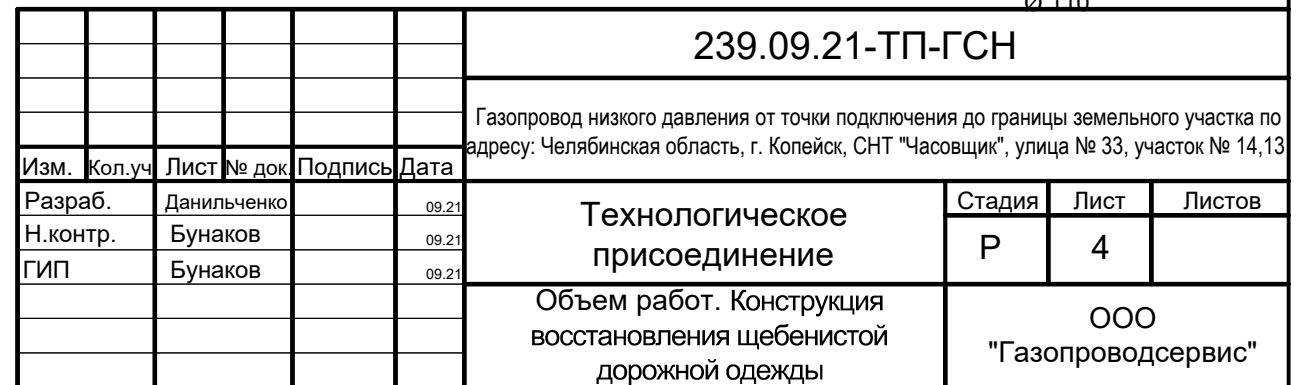 Ø 110
239.09.21-ТП-ГСН
Газопровод низкого давления от точки подключения до границы земельного участка по
адресу: Челябинская область, г. Копейск, СНТ "Часовщик", улица № 33, участок № 14,13
Изм. Кол.уч Лист № док. Подпись Дата
Разраб. Данильченко 09.21
Н.контр. Бунаков 09.21
ГИП Бунаков 09.21
Технологическое
присоединение
Стадия Лист Листов
Р 4
Объем работ. Конструкция
восстановления щебенистой
дорожной одежды
ООО
"Газопроводсервис"